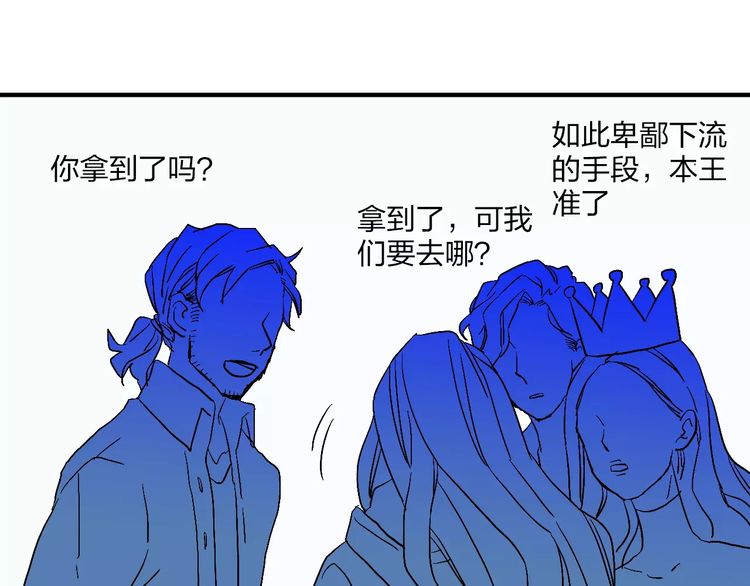 你拿到了吗?
拿到了，可我
们要去哪?
如此卑鄙下流
的手段，本王
准了